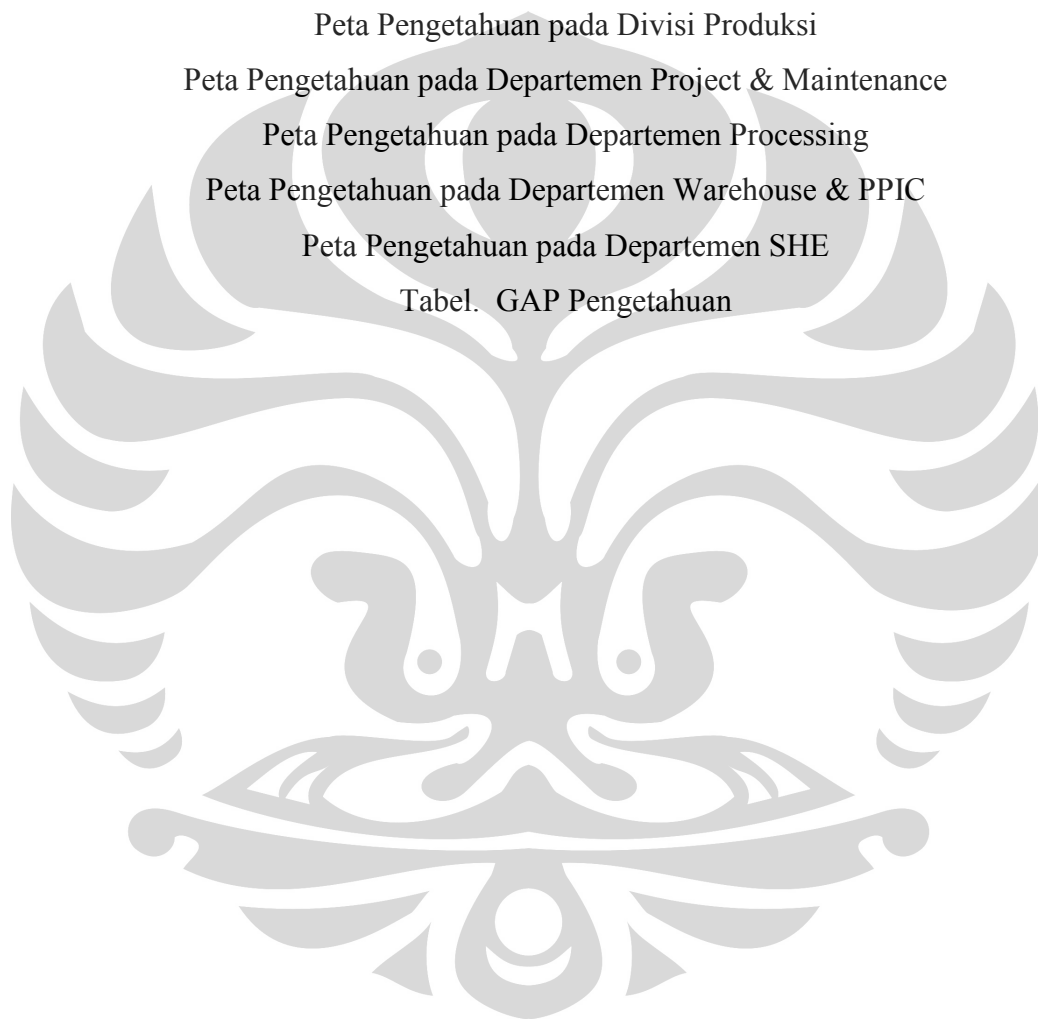 Peta Pengetahuan pada Divisi Produksi
Peta Pengetahuan pada Departemen Project & Maintenance
Peta Pengetahuan pada Departemen Processing
Peta Pengetahuan pada Departemen Warehouse & PPIC
Peta Pengetahuan pada Departemen SHE
Tabel. GAP Pengetahuan